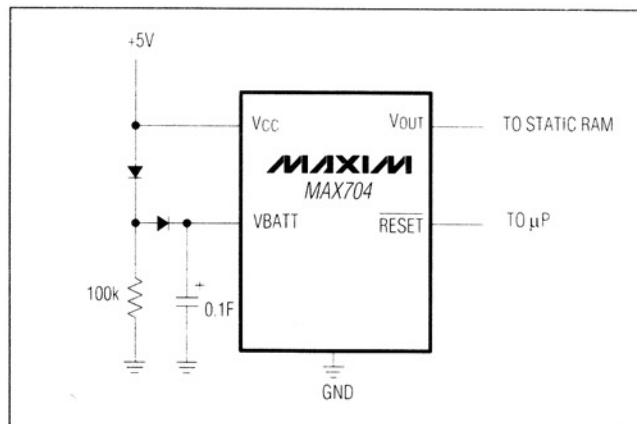 +5V
VCC
VOUT
TO STATIC RAM
MAXIM
MAX704
VBATT
RESET
TO µP
100k
+
0.1F
GND